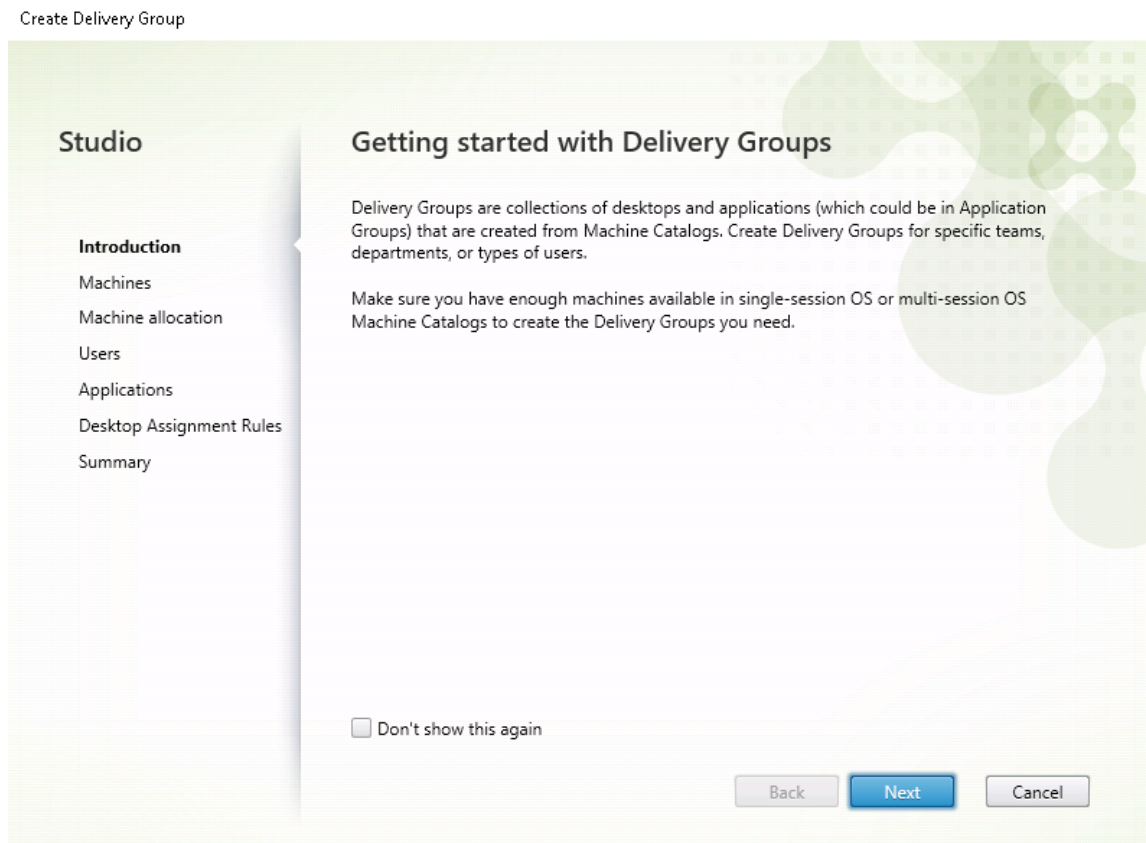 Create Delivery Group
Studio
Introduction
Machines
Machine allocation
Users
Applications
Desktop Assignment Rules
Summary
Getting started with Delivery Groups
Delivery Groups are collections of desktops and applications (which could be in Application
Groups) that are created from Machine Catalogs. Create Delivery Groups for specific teams,
departments, or types of users.
Make sure you have enough machines available in single-session OS or multi-session OS
Machine Catalogs to create the Delivery Groups you need.
Don't show this again
Back
Next
Cancel